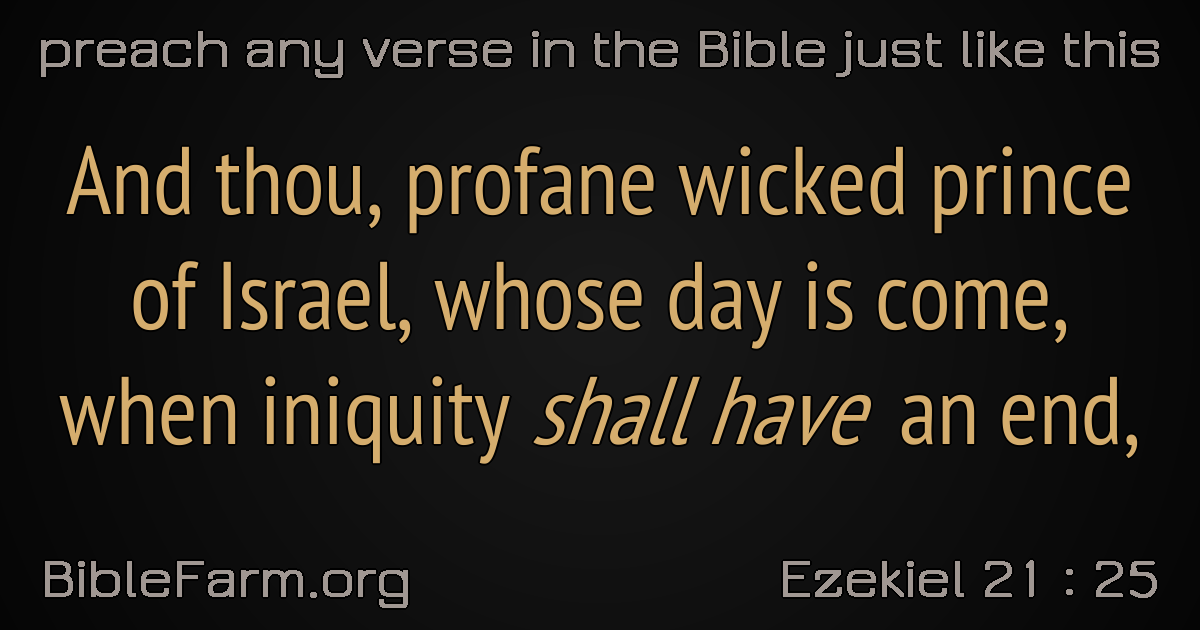 preach any verse in the Bible just like this
And thou, profane wicked prince
of Israel, whose day is come,
when iniquity shall have an end,
BibleFarm.org
Ezekiel 21 : 25